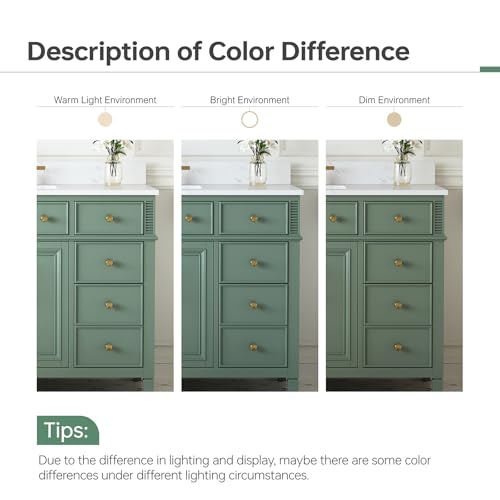 Description of Color Difference
Warm Light Environment
Bright Environment
Dim Environment
Tips:
Due to the difference in lighting and display, maybe there are some color
differences under different lighting circumstances.